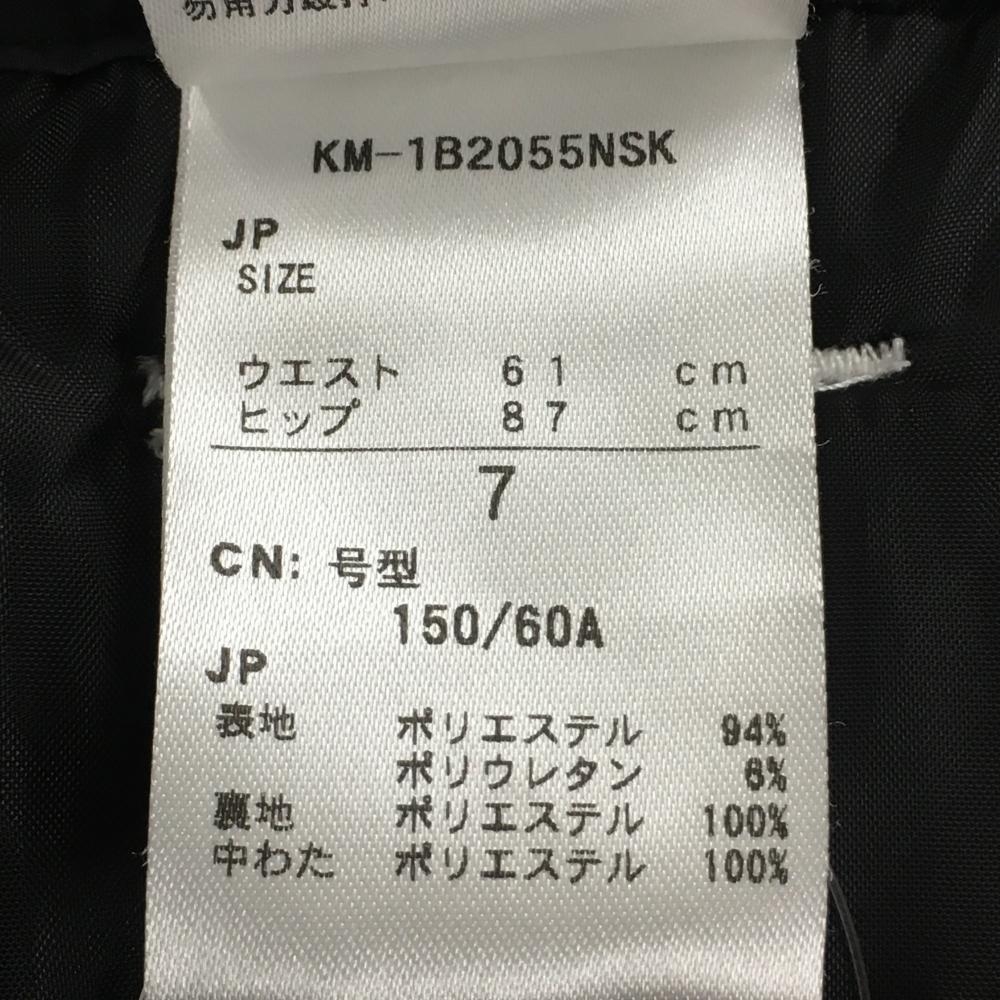 KM-1B2055NSK
JP
SIZE
ウエスト 61 cm
ヒップ 87 cm
7
CN: 号型
150/60A
JP
表地 ポリエステル 94%
ポリウレタン 6%
裏地 ポリエステル 100%
中わた ポリエステル 100%